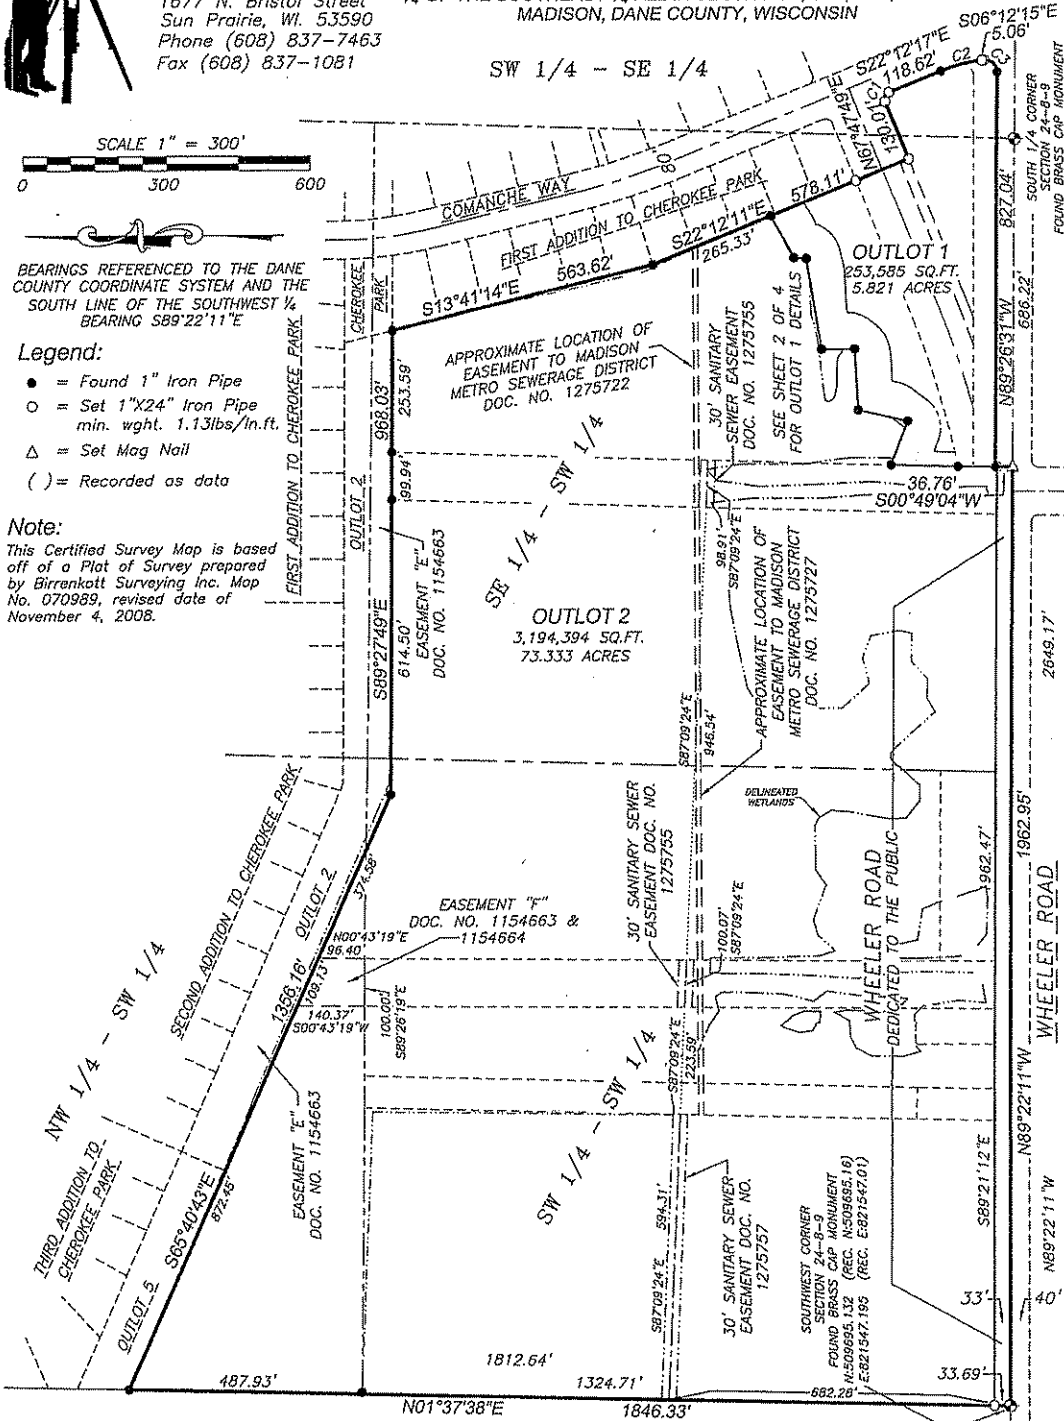 1677 N. Bristol Street
Sun Prairie, WI. 53590
Phone (608) 837-7463
Fax (608) 837-1081
MADISON, DANE COUNTY, WISCONSIN
SW 1/4 - SE 1/4
S06°12'15"E
5.06'
S22°12'17"E
118.62'
C2
C3
C1
130.01'
N67°47'49"E
SOUTH 1/4 CORNER
SECTION 24-8-9
FOUND BRASS CAP MONUMENT
827.04'
686.22'
N89°26'31"W
SCALE 1" = 300'
0 300 600
BEARINGS REFERENCED TO THE DANE
COUNTY COORDINATE SYSTEM AND THE
SOUTH LINE OF THE SOUTHWEST ¼
BEARING S89°22'11"E
Legend:
● = Found 1" Iron Pipe
○ = Set 1"X24" Iron Pipe
min. wght. 1.13lbs/ln.ft.
△ = Set Mag Nail
( ) = Recorded as data
Note:
This Certified Survey Map is based
off of a Plat of Survey prepared
by Birrenkott Surveying Inc. Map
No. 070989, revised date of
November 4, 2008.
COMANCHE WAY
80'
FIRST ADDITION TO CHEROKEE PARK
578.11'
S22°12'11"E
265.33'
563.62'
S13°41'14"E
OUTLOT 1
253,585 SQ.FT.
5.821 ACRES
SEE SHEET 2 OF 4
FOR OUTLOT 1 DETAILS
CHEROKEE
PARK
FIRST ADDITION TO CHEROKEE PARK
OUTLOT 2
968.03'
253.59'
99.94'
S89°27'49"E
614.50'
EASEMENT "E"
DOC. NO. 1154663
APPROXIMATE LOCATION OF
EASEMENT TO MADISON
METRO SEWERAGE DISTRICT
DOC. NO. 1275722
30' SANITARY
SEWER EASEMENT
DOC. NO. 1275755
SE 1/4 - SW 1/4
36.76'
S00°49'04"W
98.91'
S87°09'24"E
OUTLOT 2
3,194,394 SQ.FT.
73.333 ACRES
APPROXIMATE LOCATION OF
EASEMENT TO MADISON
METRO SEWERAGE DISTRICT
DOC. NO. 1275727
S87°09'24"E
946.54'
2649.17'
DELINEATED
WETLANDS
WHEELER ROAD
DEDICATED TO THE PUBLIC
1962.47'
1962.95'
WHEELER ROAD
N89°22'11"W
SECOND ADDITION TO CHEROKEE PARK
OUTLOT 2
374.58'
NW 1/4 - SW 1/4
EASEMENT "F"
DOC. NO. 1154663 &
1154664
N00°43'19"E
96.40'
1356.16'
109.13'
140.37'
S00°43'19"W
100.00'
S89°26'19"E
30' SANITARY SEWER
EASEMENT DOC. NO.
1275755
100.07'
S87°09'24"E
S87°09'24"E
223.59'
EASEMENT "E"
DOC. NO. 1154663
THIRD ADDITION TO
CHEROKEE PARK
S65°40'43"E
872.45'
OUTLOT 5
SW 1/4 - SW 1/4
S87°09'24"E
594.31'
30' SANITARY SEWER
EASEMENT DOC. NO.
1275757
SOUTHWEST CORNER
SECTION 24-8-9
FOUND BRASS CAP MONUMENT
N:509695.132 (REC. N:509695.16)
E:821547.195 (REC. E:821547.01)
S89°21'12"E
N89°22'11"W
33'
40'
33.69'
1812.64'
487.93'
1324.71'
682.28'
N01°37'38"E
1846.33'